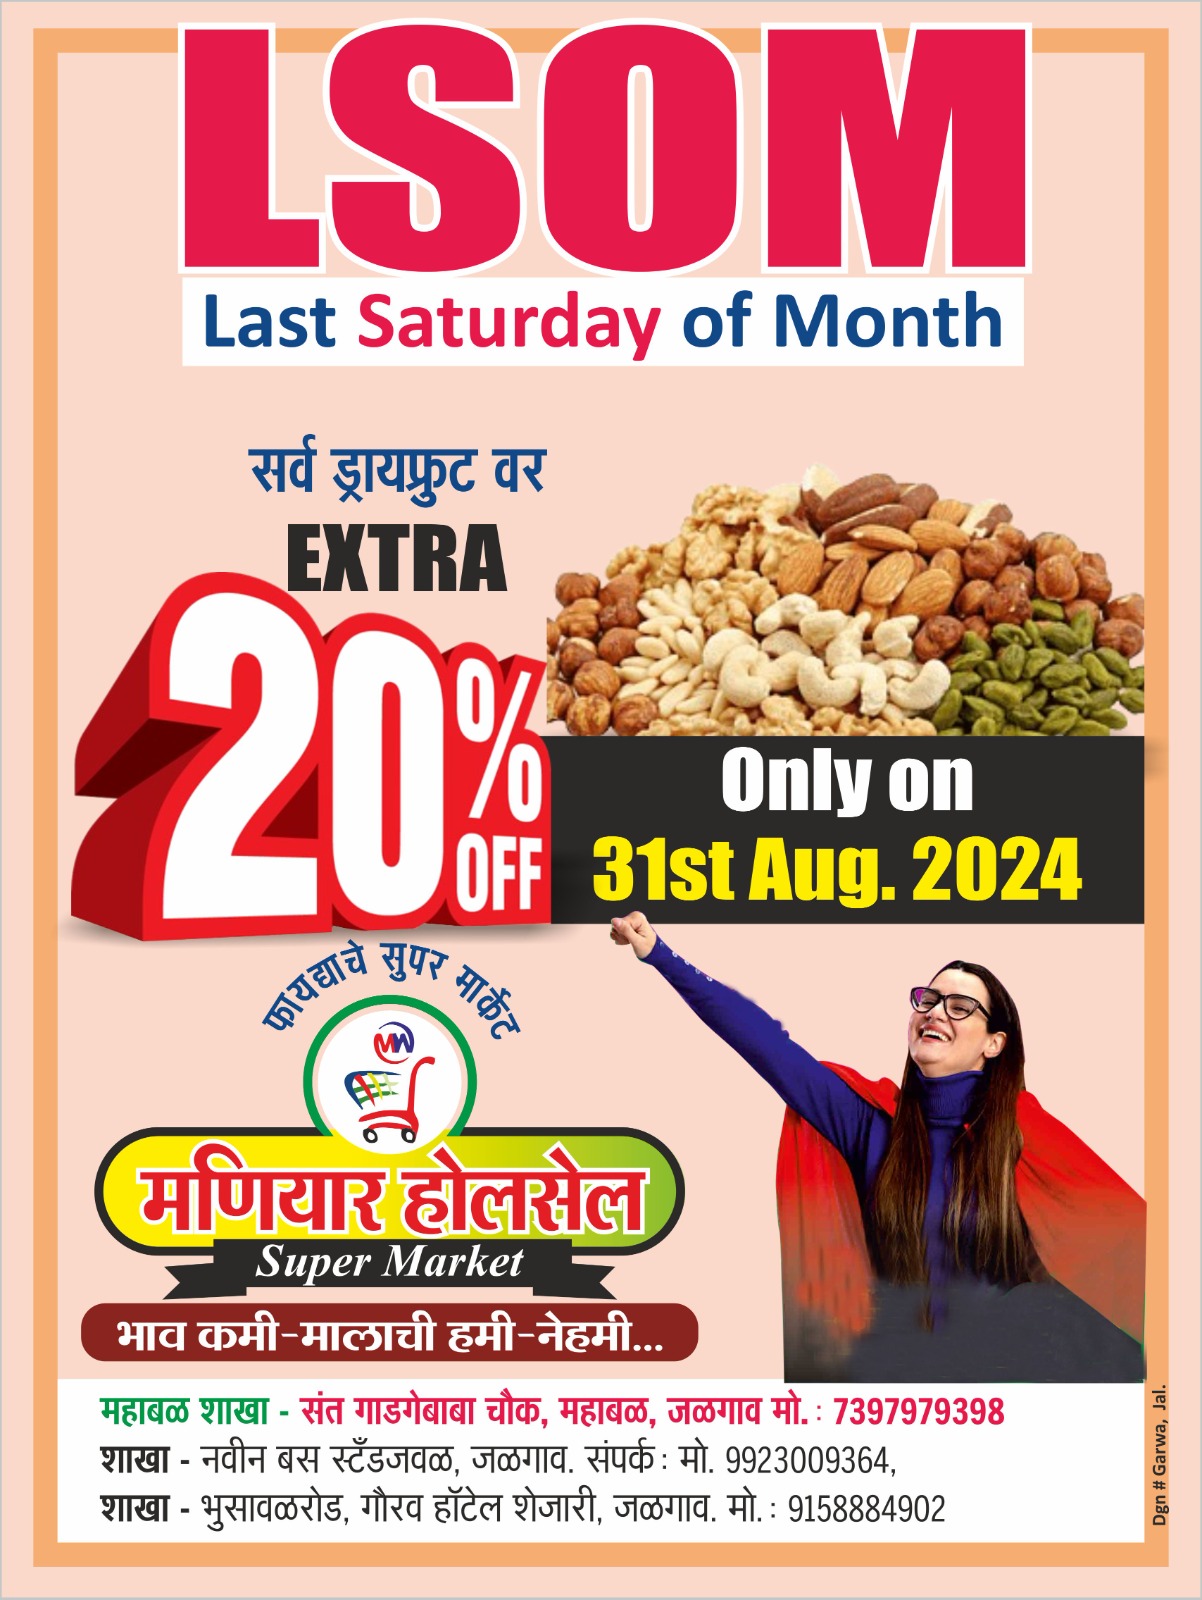 LSOM
Last Saturday of Month
सर्व ड्रायफ्रुट वर
EXTRA
20%
OFF
Only on
31st Aug. 2024
फायद्याचे सुपर मार्केट
MW
मणियार होलसेल
Super Market
भाव कमी-मालाची हमी-नेहमी...
महाबळ शाखा - संत गाडगेबाबा चौक, महाबळ, जळगाव मो. : 7397979398
शाखा - नवीन बस स्टँडजवळ, जळगाव. संपर्क : मो. 9923009364,
शाखा - भुसावळरोड, गौरव हॉटेल शेजारी, जळगाव. मो. : 9158884902
Dgn # Garwa, Jal.